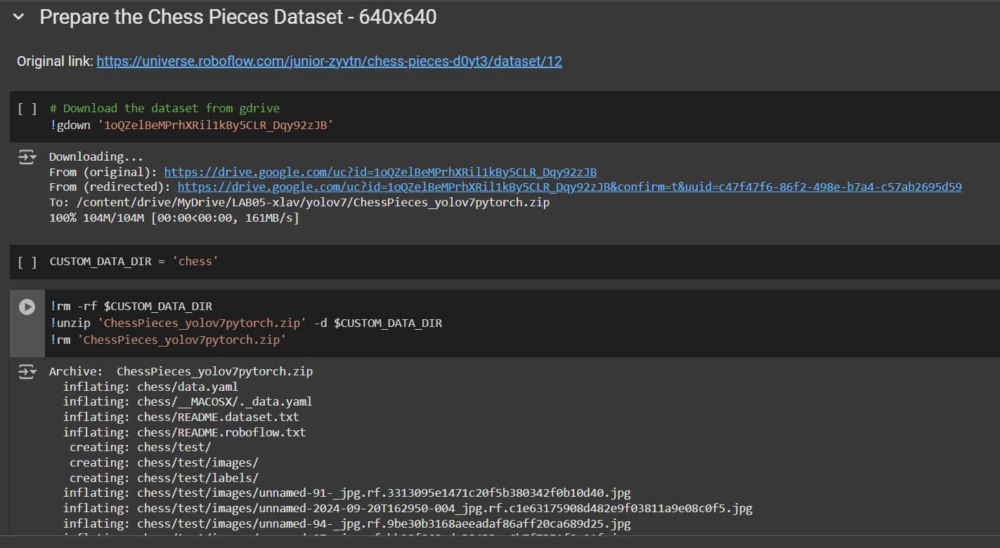 Prepare the Chess Pieces Dataset - 640x640
Original link: https://universe.roboflow.com/junior-zyvtn/chess-pieces-d0yt3/dataset/12
[ ] # Download the dataset from gdrive
!gdown '1oQZelBeMPrhXRil1kBy5CLR_Dqy92zJB'
Downloading...
From (original): https://drive.google.com/uc?id=1oQZelBeMPrhXRil1kBy5CLR_Dqy92zJB
From (redirected): https://drive.google.com/uc?id=1oQZelBeMPrhXRil1kBy5CLR_Dqy92zJB&confirm=t&uuid=c47f47f6-86f2-498e-b7a4-c57ab2695d59
To: /content/drive/MyDrive/LAB05-xlav/yolov7/ChessPieces_yolov7pytorch.zip
100% 104M/104M [00:00<00:00, 161MB/s]
[ ] CUSTOM_DATA_DIR = 'chess'
!rm -rf $CUSTOM_DATA_DIR
!unzip 'ChessPieces_yolov7pytorch.zip' -d $CUSTOM_DATA_DIR
!rm 'ChessPieces_yolov7pytorch.zip'
Archive:  ChessPieces_yolov7pytorch.zip
inflating: chess/data.yaml
inflating: chess/__MACOSX/._data.yaml
inflating: chess/README.dataset.txt
inflating: chess/README.roboflow.txt
creating: chess/test/
creating: chess/test/images/
creating: chess/test/labels/
inflating: chess/test/images/unnamed-91-_jpg.rf.3313095e1471c20f5b380342f0b10d40.jpg
inflating: chess/test/images/unnamed-2024-09-20T162950-004_jpg.rf.c1e63175908d482e9f03811a9e08c0f5.jpg
inflating: chess/test/images/unnamed-94-_jpg.rf.9be30b3168aeeadaf86aff20ca689d25.jpg